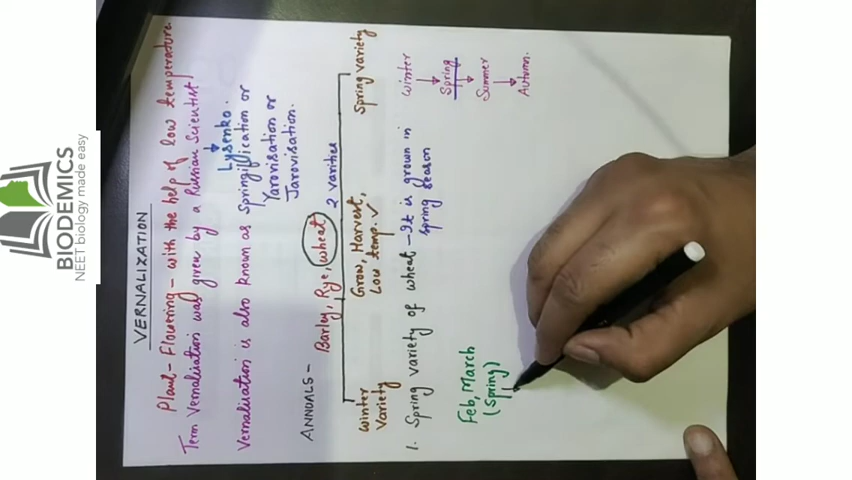 BIODEMICS
NEET biology made easy
VERNALIZATION
Plant - Flowering - with the help of low temperature.
Term Vernalisation was given by a Russian Scientist
Lysenko.
Vernalisation is also known as Springification or
Yarovisation or
Jarovisation.
ANNUALS - Barley, Rye, wheat 2 varities
Winter Variety
Grow, Harvest,
Low temp. ✓
Spring variety
1. Spring variety of wheat - It is grown in
spring season
Winter
Spring
Summer
Autumn.
Feb, March
(Spring)